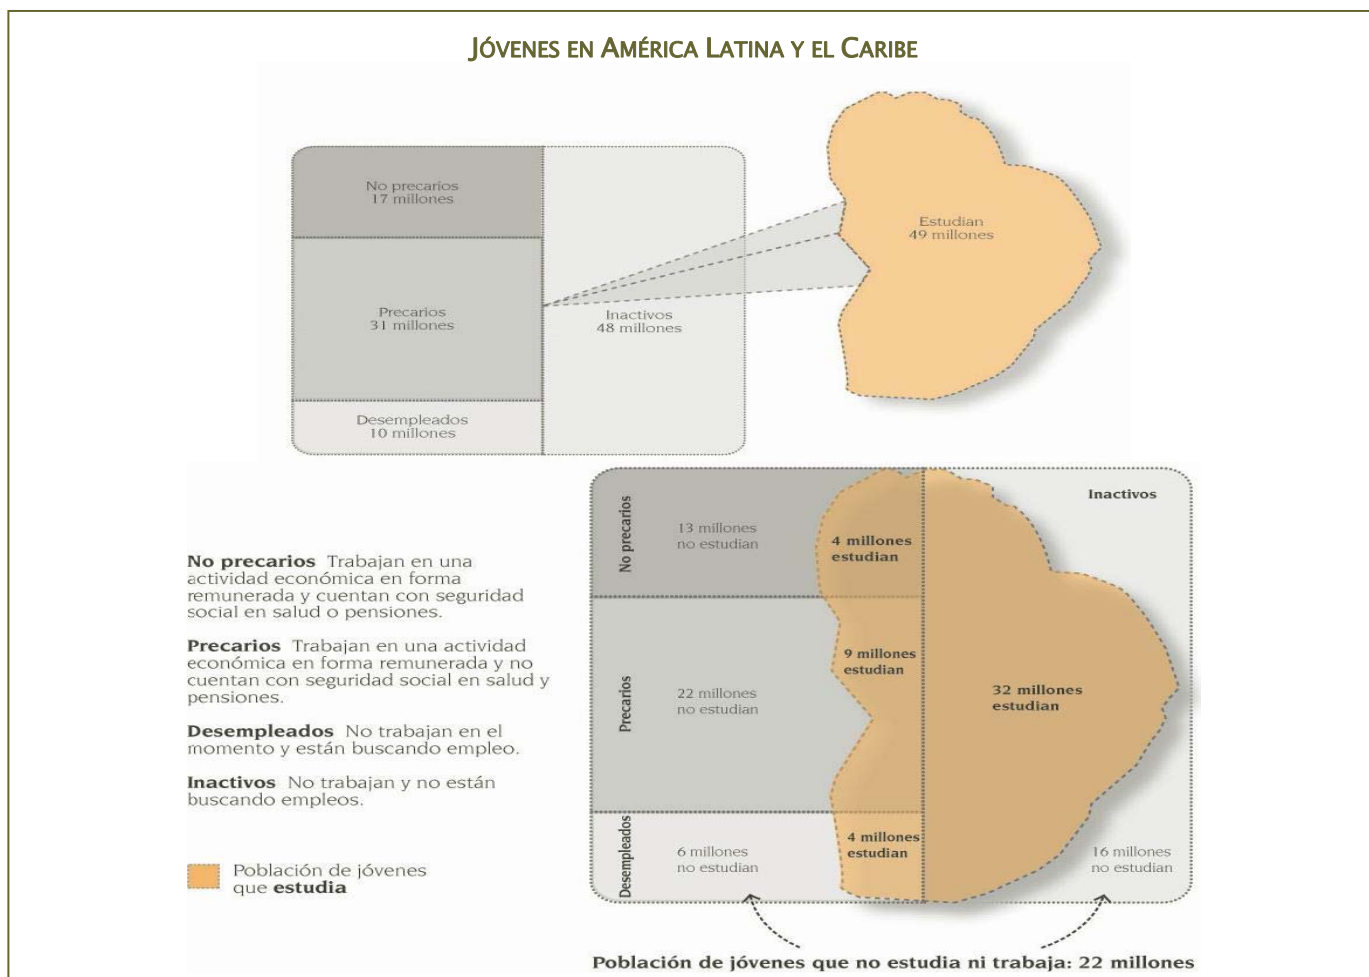 JÓVENES EN AMÉRICA LATINA Y EL CARIBE
No precarios
17 millones
Estudian
49 millones
Precarios
31 millones
Inactivos
48 millones
Desempleados
10 millones
No precarios
13 millones
no estudian
4 millones
estudian
Inactivos
Precarios
22 millones
no estudian
9 millones
estudian
32 millones
estudian
Desempleados
6 millones
no estudian
4 millones
estudian
16 millones
no estudian
No precarios Trabajan en una
actividad económica en forma
remunerada y cuentan con seguridad
social en salud o pensiones.
Precarios Trabajan en una actividad
económica en forma remunerada y no
cuentan con seguridad social en salud y
pensiones.
Desempleados No trabajan en el
momento y están buscando empleo.
Inactivos No trabajan y no están
buscando empleos.
Población de jóvenes
que estudia
Población de jóvenes que no estudia ni trabaja: 22 millones